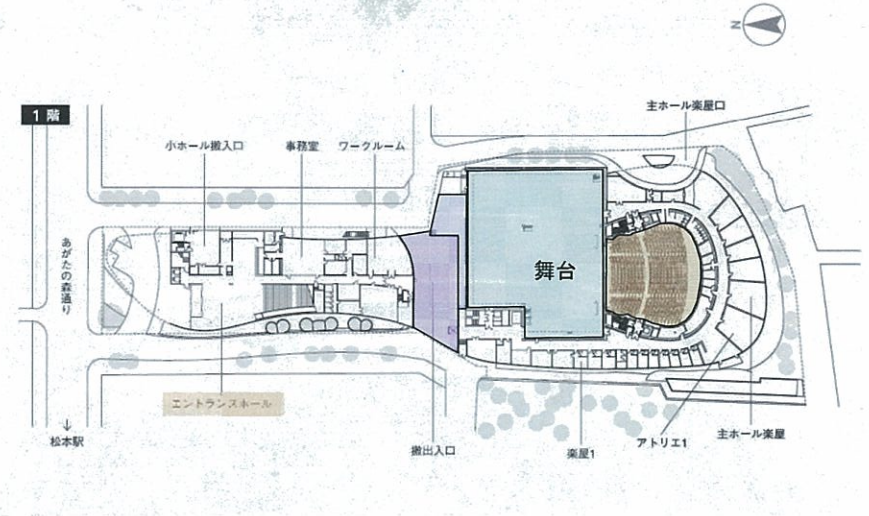 N
1階
主ホール楽屋口
小ホール搬入口
事務室
ワークルーム
あがたの森通り
舞台
エントランスホール
↓
松本駅
搬出入口
楽屋1
アトリエ1
主ホール楽屋